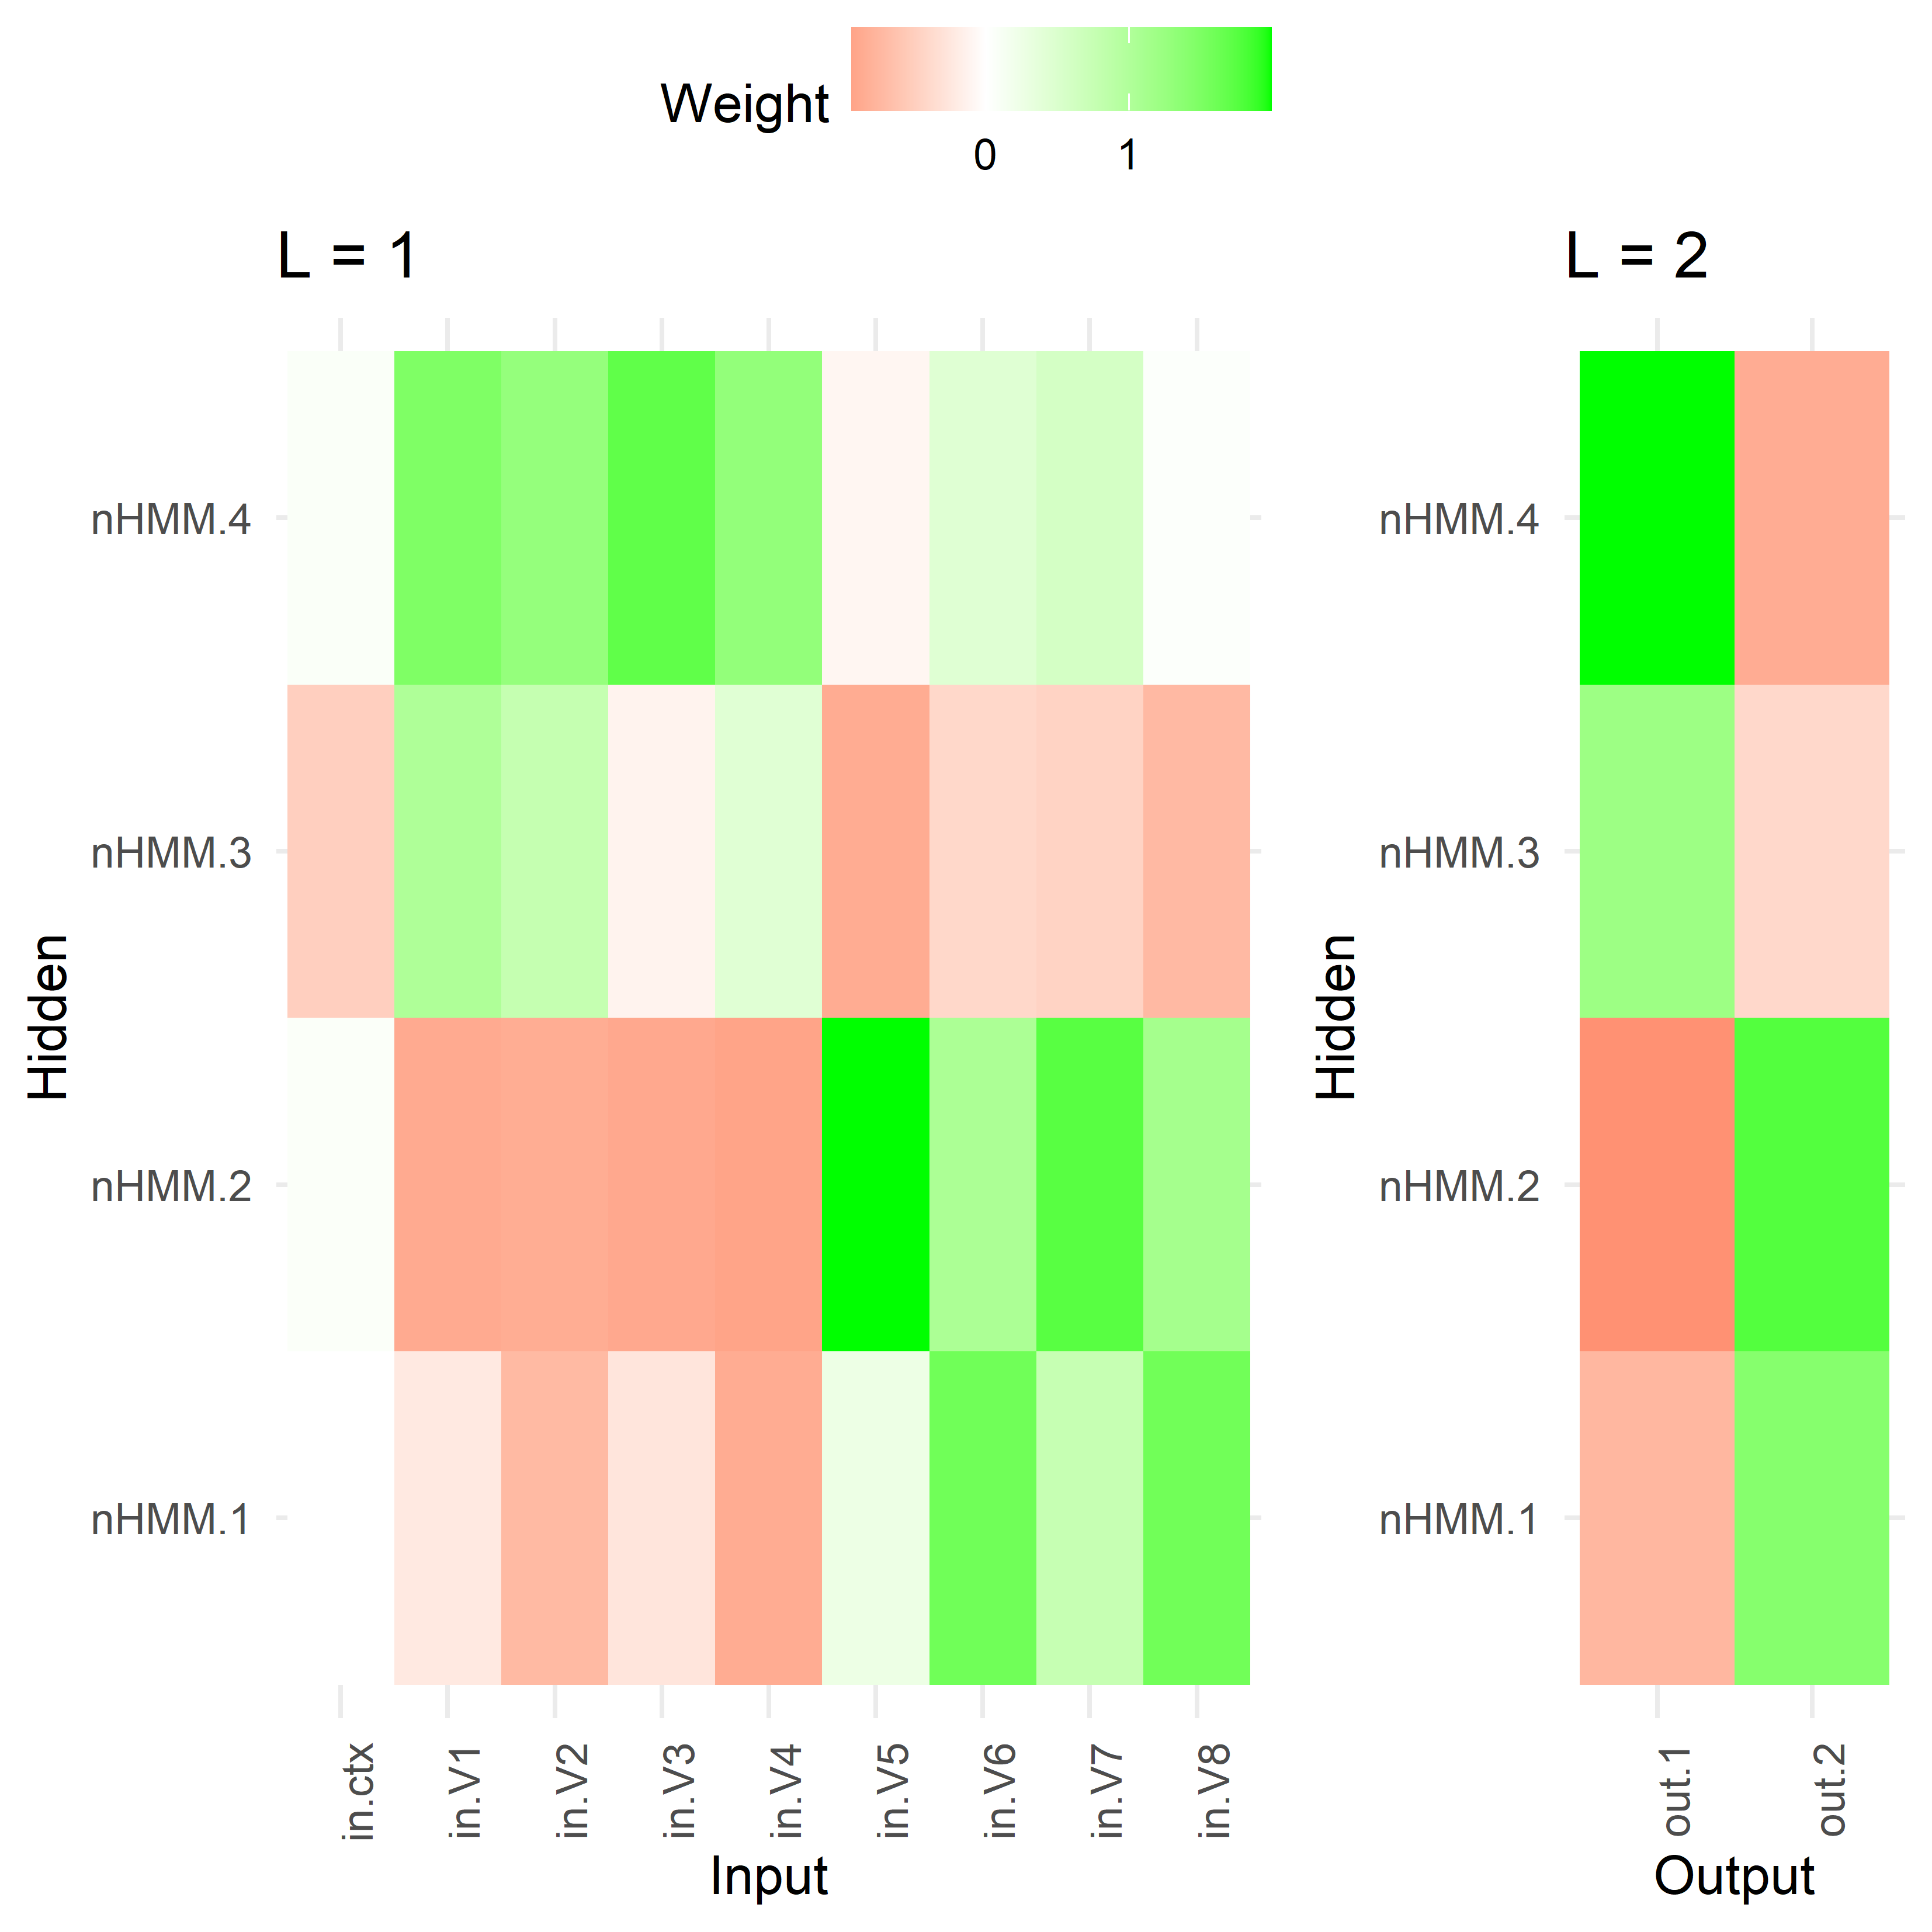 Weight
0 1
L = 1
L = 2
nHMM.4
nHMM.3
nHMM.2
nHMM.1
Hidden
in.ctx
in.V1
in.V2
in.V3
in.V4
in.V5
in.V6
in.V7
in.V8
Input
nHMM.4
nHMM.3
nHMM.2
nHMM.1
Hidden
out.1
out.2
Output